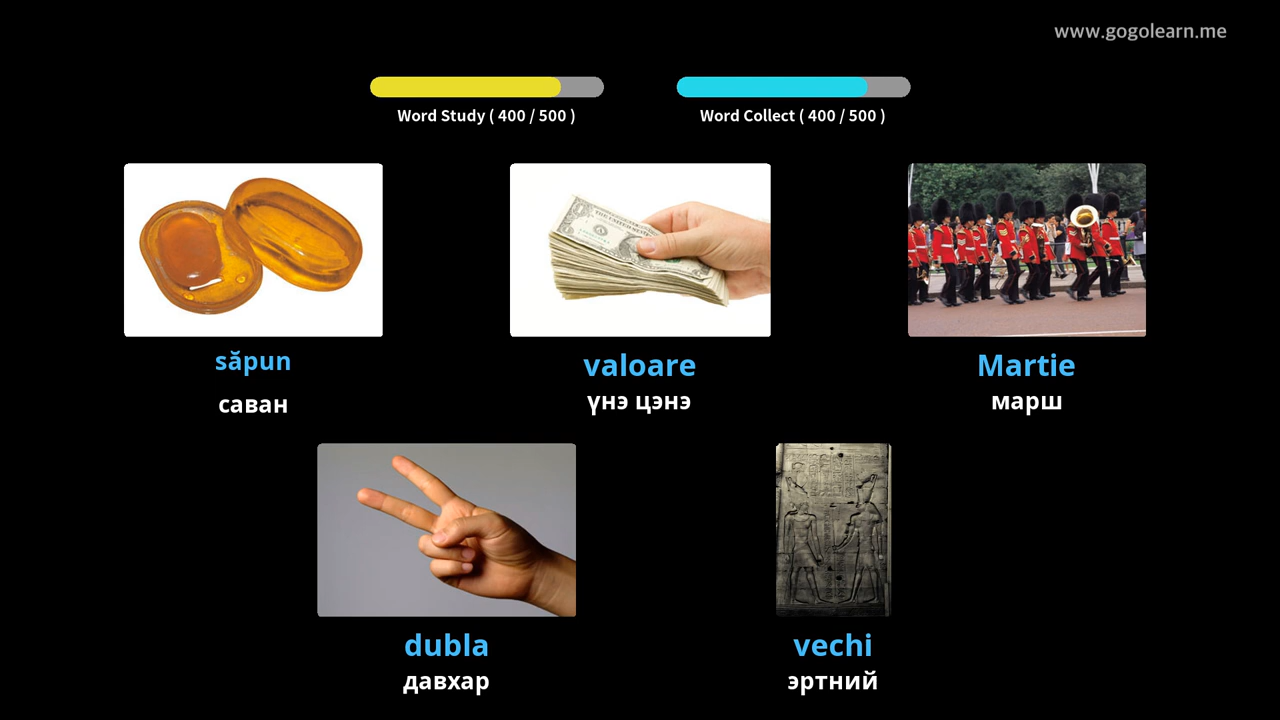 www.gogolearn.me
Word Study ( 400 / 500 )
Word Collect ( 400 / 500 )
săpun
valoare
Martie
саван
үнэ цэнэ
марш
dubla
vechi
давхар
эртний